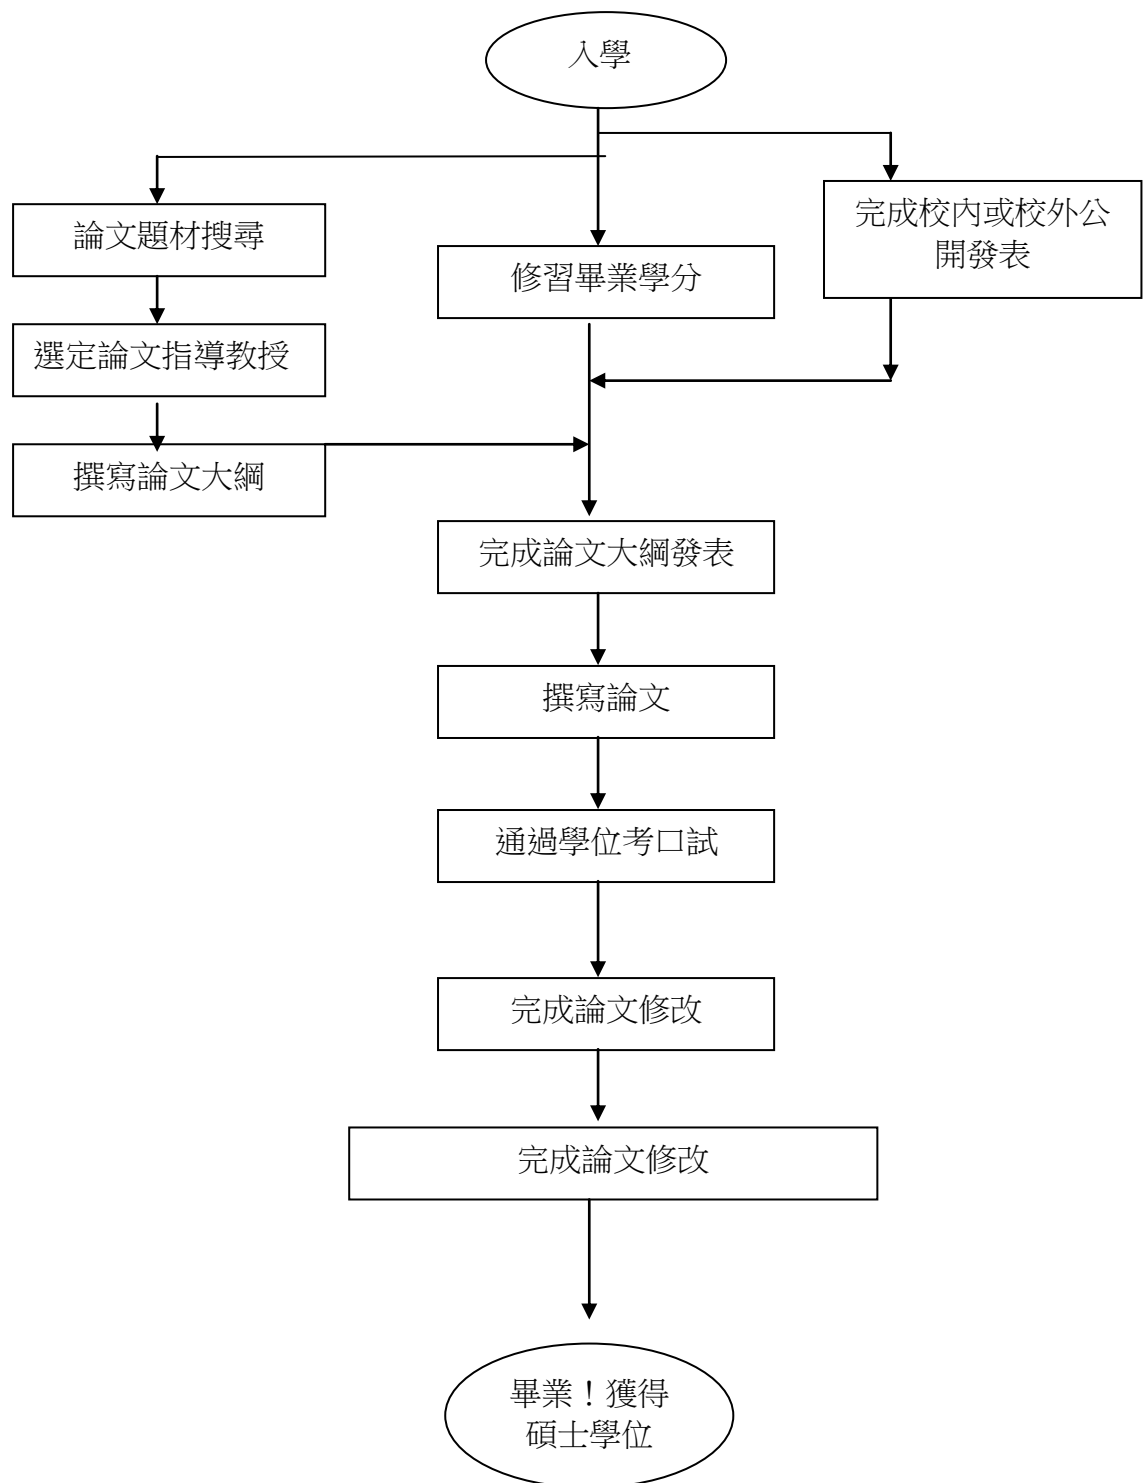 入學
論文題材搜尋
修習畢業學分
完成校內或校外公
開發表
選定論文指導教授
撰寫論文大綱
完成論文大綱發表
撰寫論文
通過學位考口試
完成論文修改
完成論文修改
畢業！獲得
碩士學位